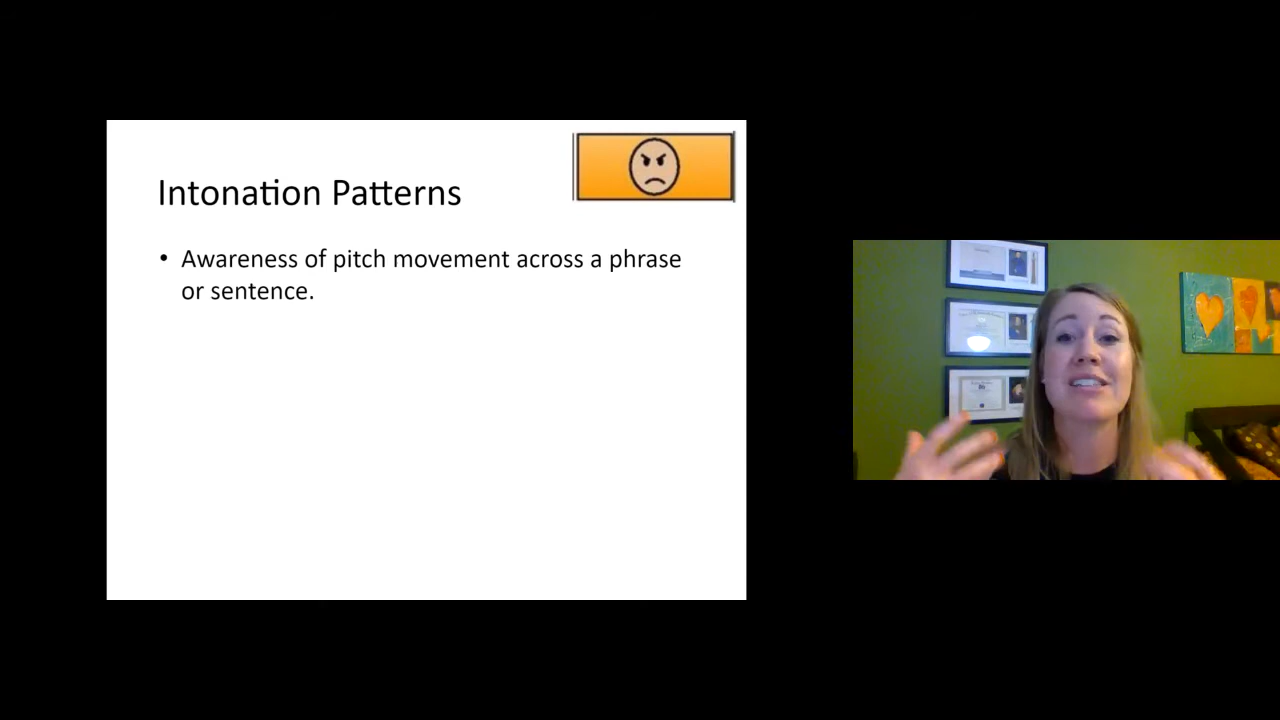 Intonation Patterns
• Awareness of pitch movement across a phrase
or sentence.